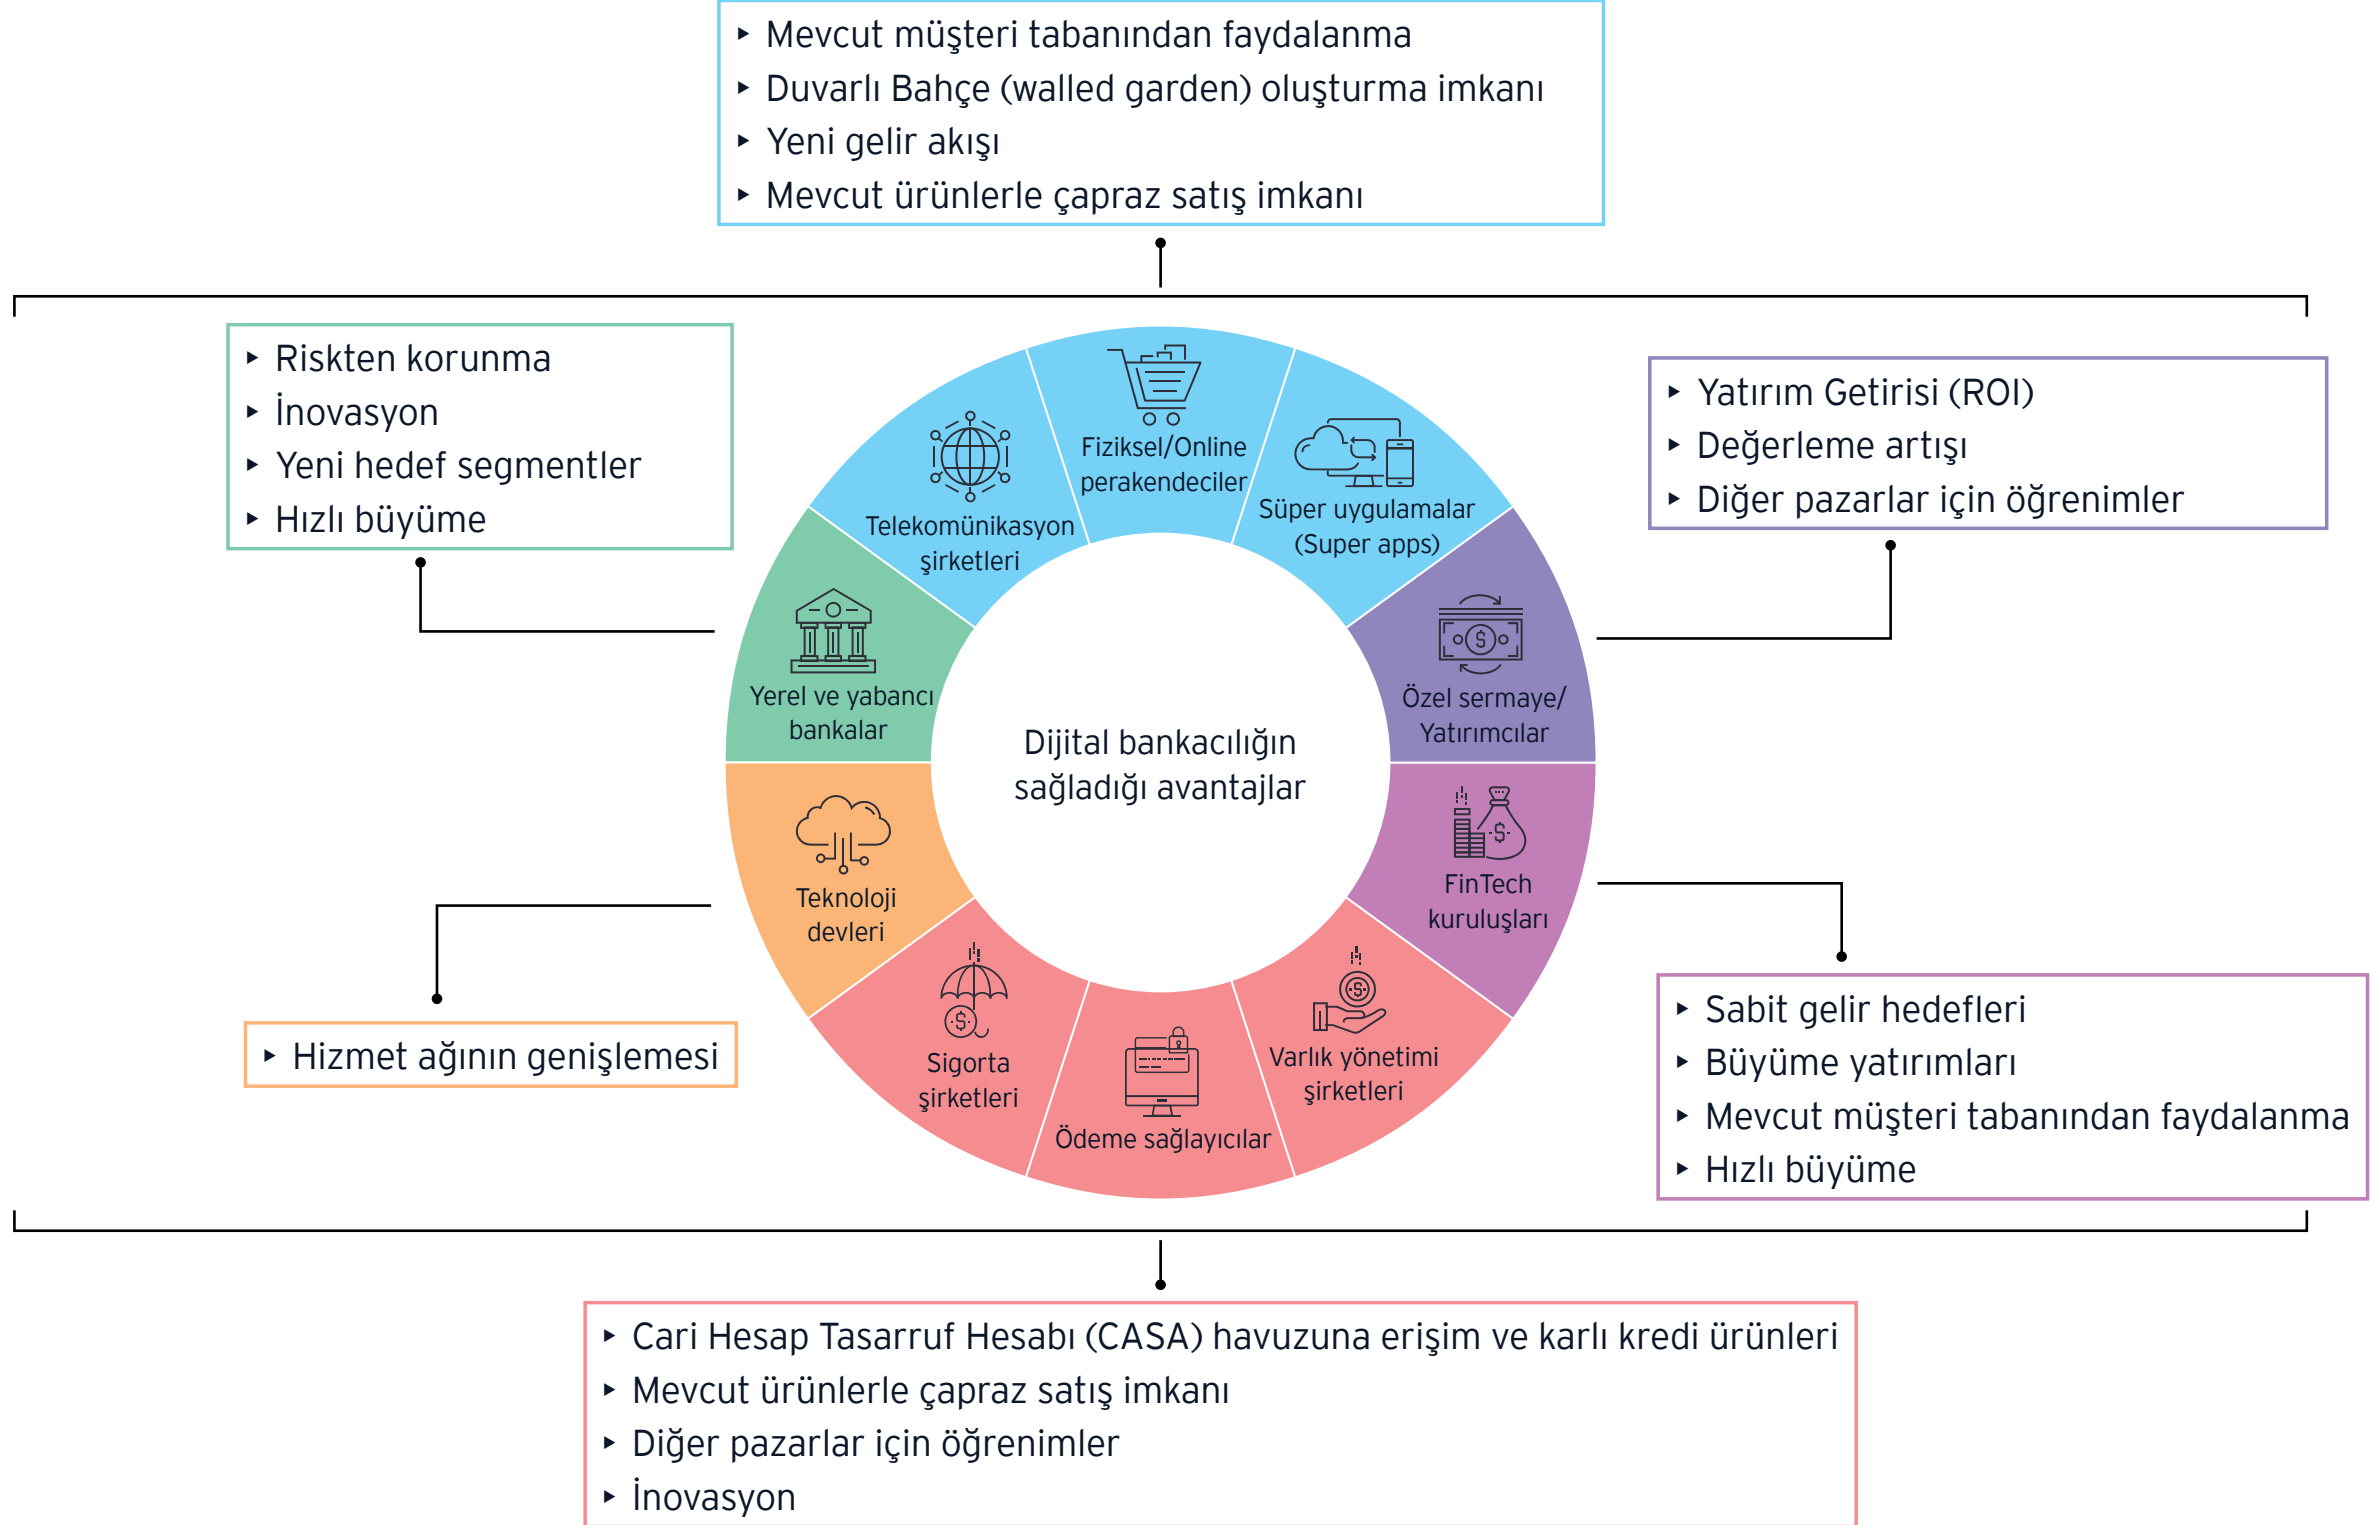 ‣ Mevcut müşteri tabanından faydalanma
‣ Duvarlı Bahçe (walled garden) oluşturma imkanı
‣ Yeni gelir akışı
‣ Mevcut ürünlerle çapraz satış imkanı
‣ Riskten korunma
‣ İnovasyon
‣ Yeni hedef segmentler
‣ Hızlı büyüme
‣ Yatırım Getirisi (ROI)
‣ Değerleme artışı
‣ Diğer pazarlar için öğrenimler
Telekomünikasyon
şirketleri
Fiziksel/Online
perakendeciler
Süper uygulamalar
(Super apps)
Yerel ve yabancı
bankalar
Özel sermaye/
Yatırımcılar
Dijital bankacılığın
sağladığı avantajlar
Teknoloji
devleri
FinTech
kuruluşları
Sigorta
şirketleri
Ödeme sağlayıcılar
Varlık yönetimi
şirketleri
‣ Hizmet ağının genişlemesi
‣ Sabit gelir hedefleri
‣ Büyüme yatırımları
‣ Mevcut müşteri tabanından faydalanma
‣ Hızlı büyüme
‣ Cari Hesap Tasarruf Hesabı (CASA) havuzuna erişim ve karlı kredi ürünleri
‣ Mevcut ürünlerle çapraz satış imkanı
‣ Diğer pazarlar için öğrenimler
‣ İnovasyon